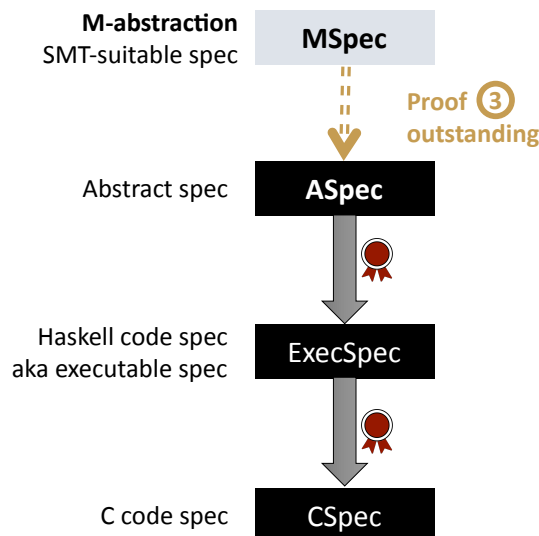 M-abstraction
SMT-suitable spec
MSpec
Proof 3
outstanding
Abstract spec
ASpec
Haskell code spec
aka executable spec
ExecSpec
C code spec
CSpec